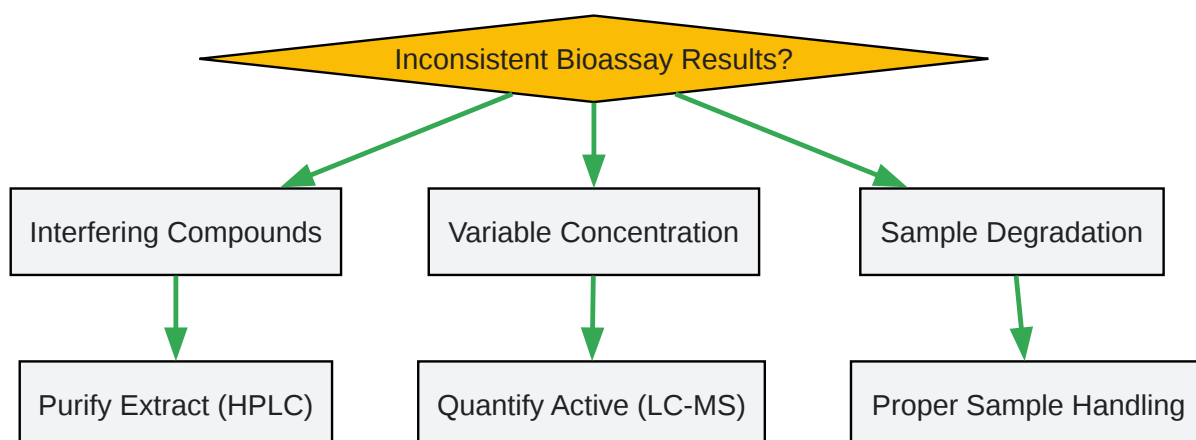 Inconsistent Bioassay Results?
Interfering Compounds
Variable Concentration
Sample Degradation
Purify Extract (HPLC)
Quantify Active (LC-MS)
Proper Sample Handling